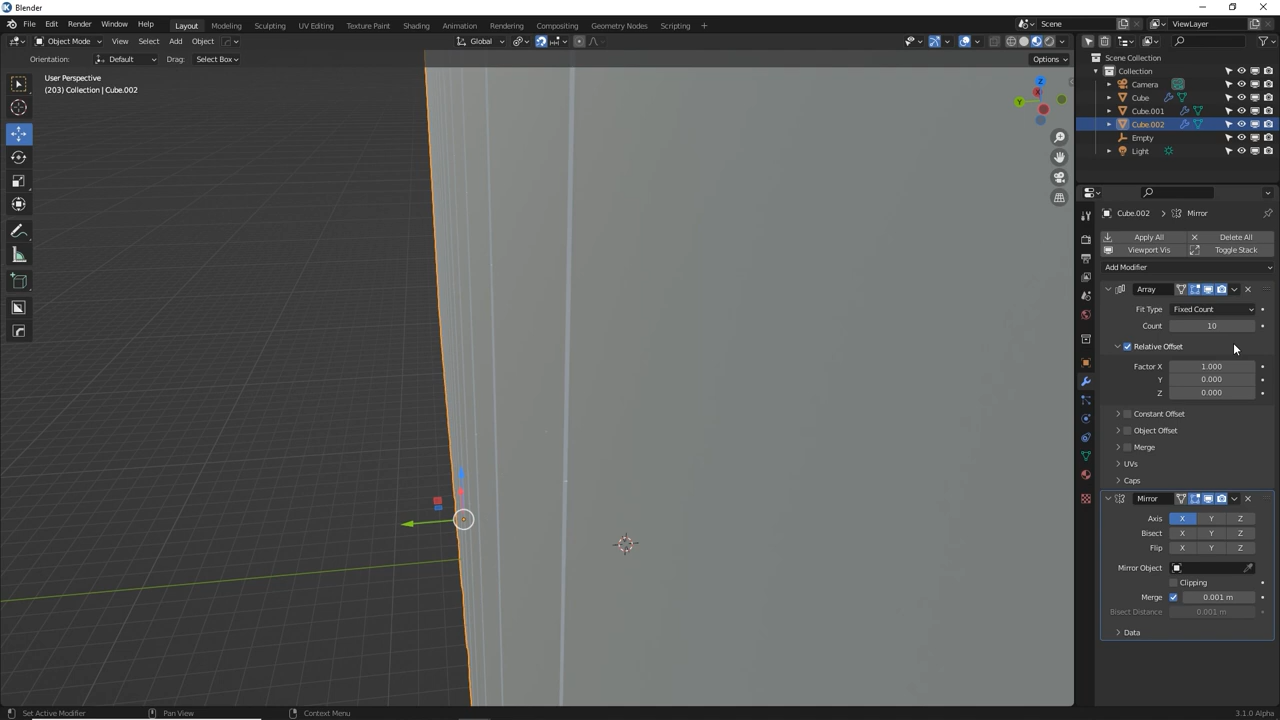 Blender
File Edit Render Window Help Layout Modeling Sculpting UV Editing Texture Paint Shading Animation Rendering Compositing Geometry Nodes Scripting + Scene ViewLayer
Object Mode View Select Add Object Global
Orientation: Default Drag: Select Box Options
User Perspective
(203) Collection | Cube.002
Z
X
Y
Scene Collection
Collection
Camera
Cube
Cube.001
Cube.002
Empty
Light
Cube.002 > Mirror
Apply All Delete All
Viewport Vis Toggle Stack
Add Modifier
Array
Fit Type Fixed Count
Count 10
Relative Offset
Factor X 1.000
Y 0.000
Z 0.000
Constant Offset
Object Offset
Merge
UVs
Caps
Mirror
Axis X Y Z
Bisect X Y Z
Flip X Y Z
Mirror Object
Clipping
Merge 0.001 m
Bisect Distance 0.001 m
Data
Set Active Modifier Pan View Context Menu 3.1.0 Alpha